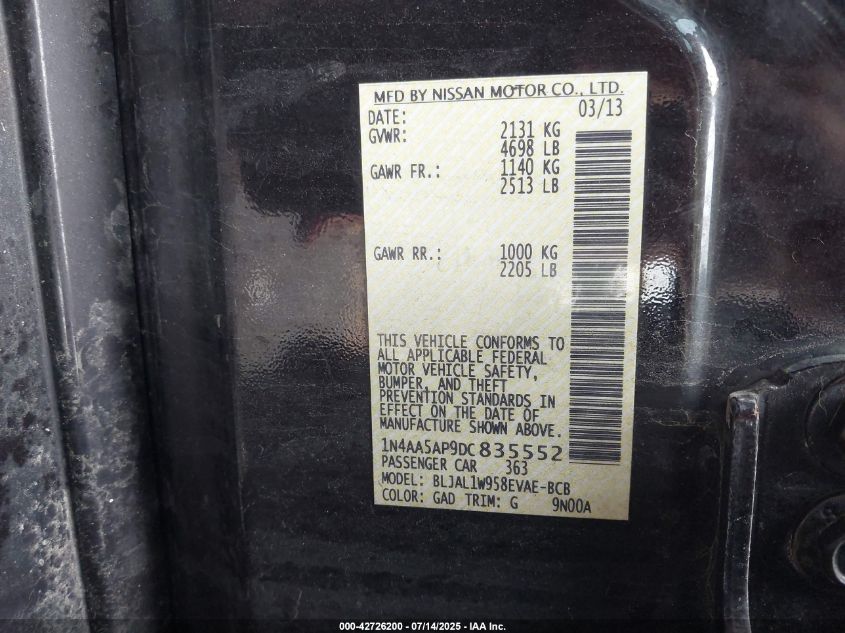 MFD BY NISSAN MOTOR CO., LTD.
DATE: 03/13
GVWR: 2131 KG
4698 LB
GAWR FR.: 1140 KG
2513 LB
GAWR RR.: 1000 KG
2205 LB
THIS VEHICLE CONFORMS TO
ALL APPLICABLE FEDERAL
MOTOR VEHICLE SAFETY,
BUMPER, AND THEFT
PREVENTION STANDARDS IN
EFFECT ON THE DATE OF
MANUFACTURE SHOWN ABOVE.
1N4AA5AP9DC835552
PASSENGER CAR 363
MODEL: BLJAL1W958EVAE-BCB
COLOR: GAD TRIM: G 9N00A
000-42726200 - 07/14/2025 - IAA Inc.